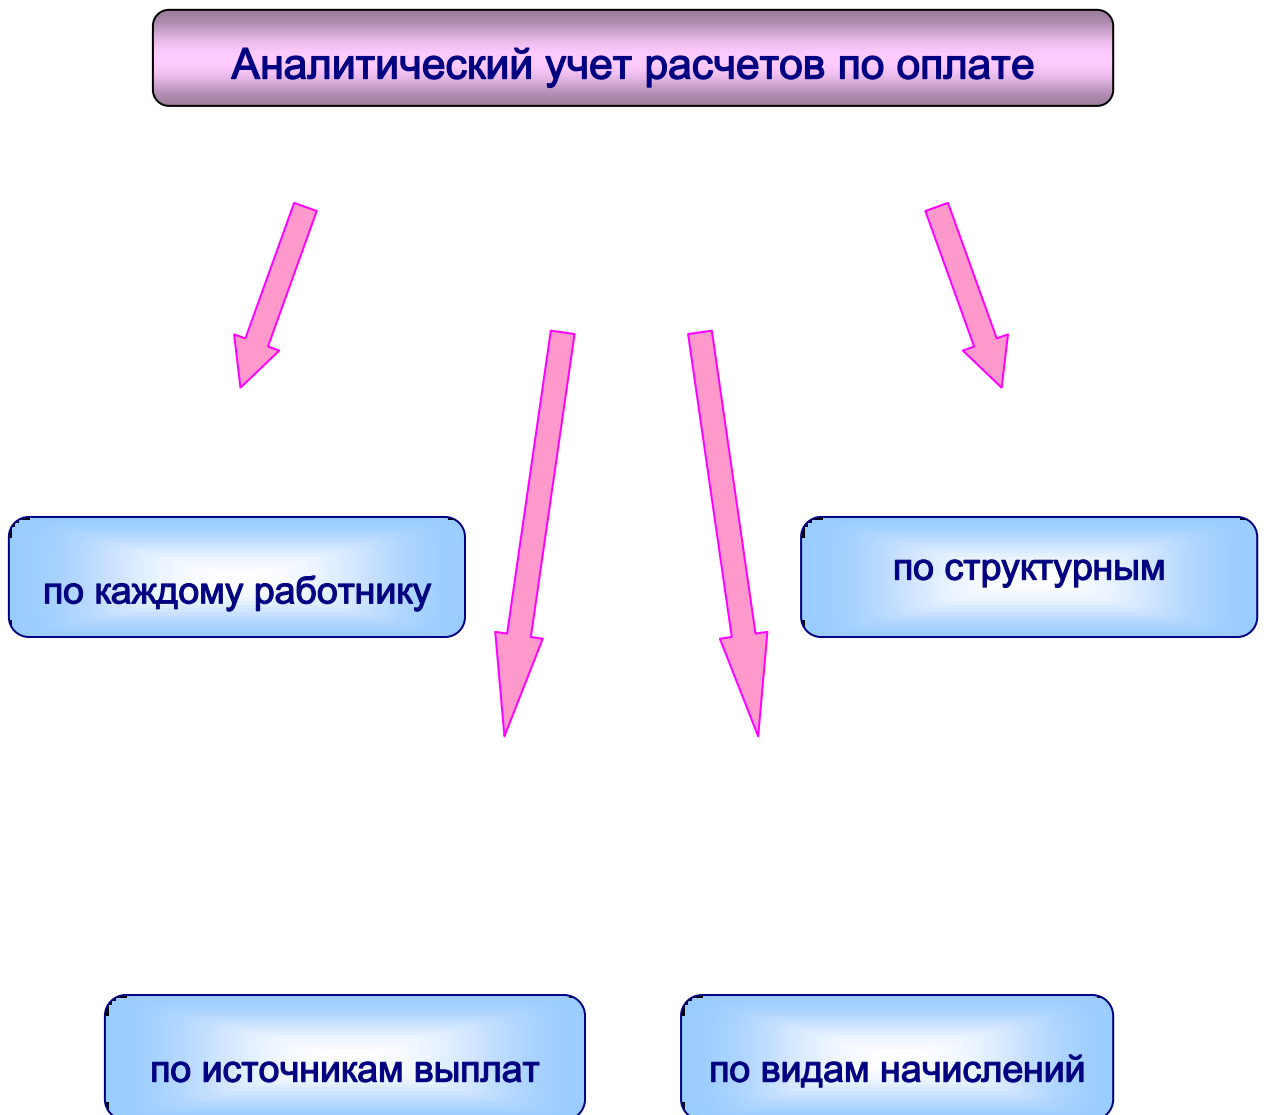 Аналитический учет расчетов по оплате
по каждому работнику
по структурным
по источникам выплат
по видам начислений